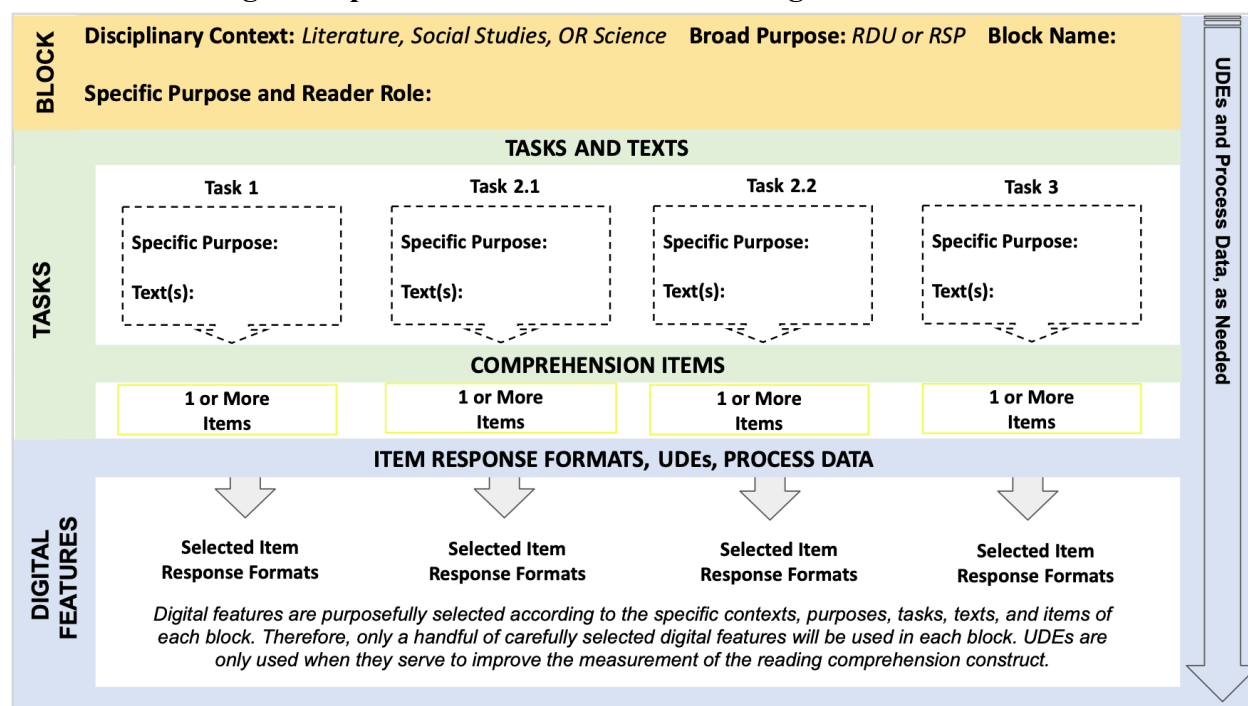 BLOCK
Disciplinary Context: Literature, Social Studies, OR Science Broad Purpose: RDU or RSP Block Name:
Specific Purpose and Reader Role:
UDEs and Process Data, as Needed
TASKS
TASKS AND TEXTS
Task 1 Task 2.1 Task 2.2 Task 3
Specific Purpose: Specific Purpose: Specific Purpose: Specific Purpose:
Text(s): Text(s): Text(s): Text(s):
COMPREHENSION ITEMS
1 or More 1 or More 1 or More 1 or More
Items Items Items Items
DIGITAL
FEATURES
ITEM RESPONSE FORMATS, UDEs, PROCESS DATA
Selected Item Selected Item Selected Item Selected Item
Response Formats Response Formats Response Formats Response Formats
Digital features are purposefully selected according to the specific contexts, purposes, tasks, texts, and items of
each block. Therefore, only a handful of carefully selected digital features will be used in each block. UDEs are
only used when they serve to improve the measurement of the reading comprehension construct.